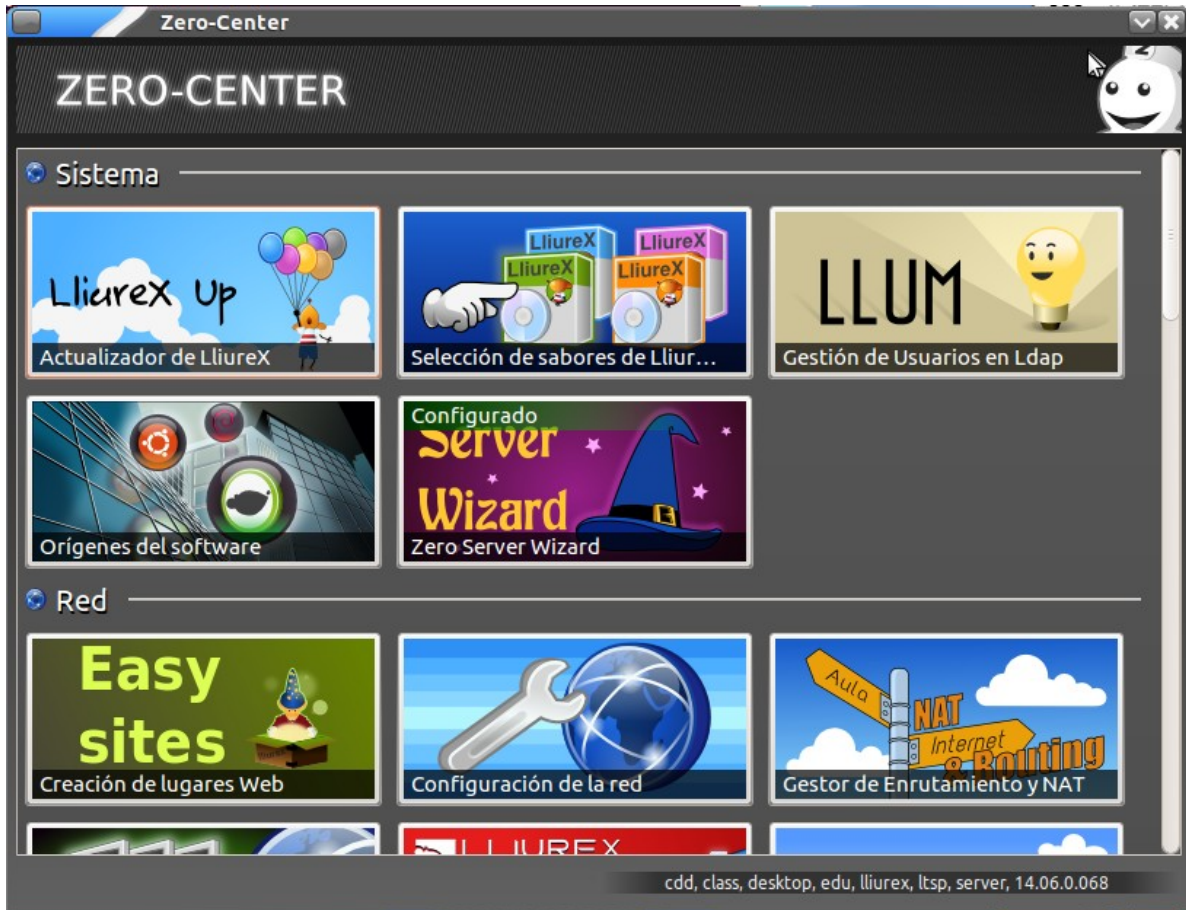 Zero-Center
ZERO-CENTER
Sistema
LliureX Up
Actualizador de LliureX
LliureX
LliureX
LliureX
LliureX
Selección de sabores de Lliur...
LLUM
Gestión de Usuarios en Ldap
Orígenes del software
Configurado
Server
Wizard
Zero Server Wizard
Red
Easy
sites
Creación de lugares Web
Configuración de la red
Aula
NAT
Internet
& Routing
Gestor de Enrutamiento y NAT
LLIUREX
cdd, class, desktop, edu, lliurex, ltsp, server, 14.06.0.068